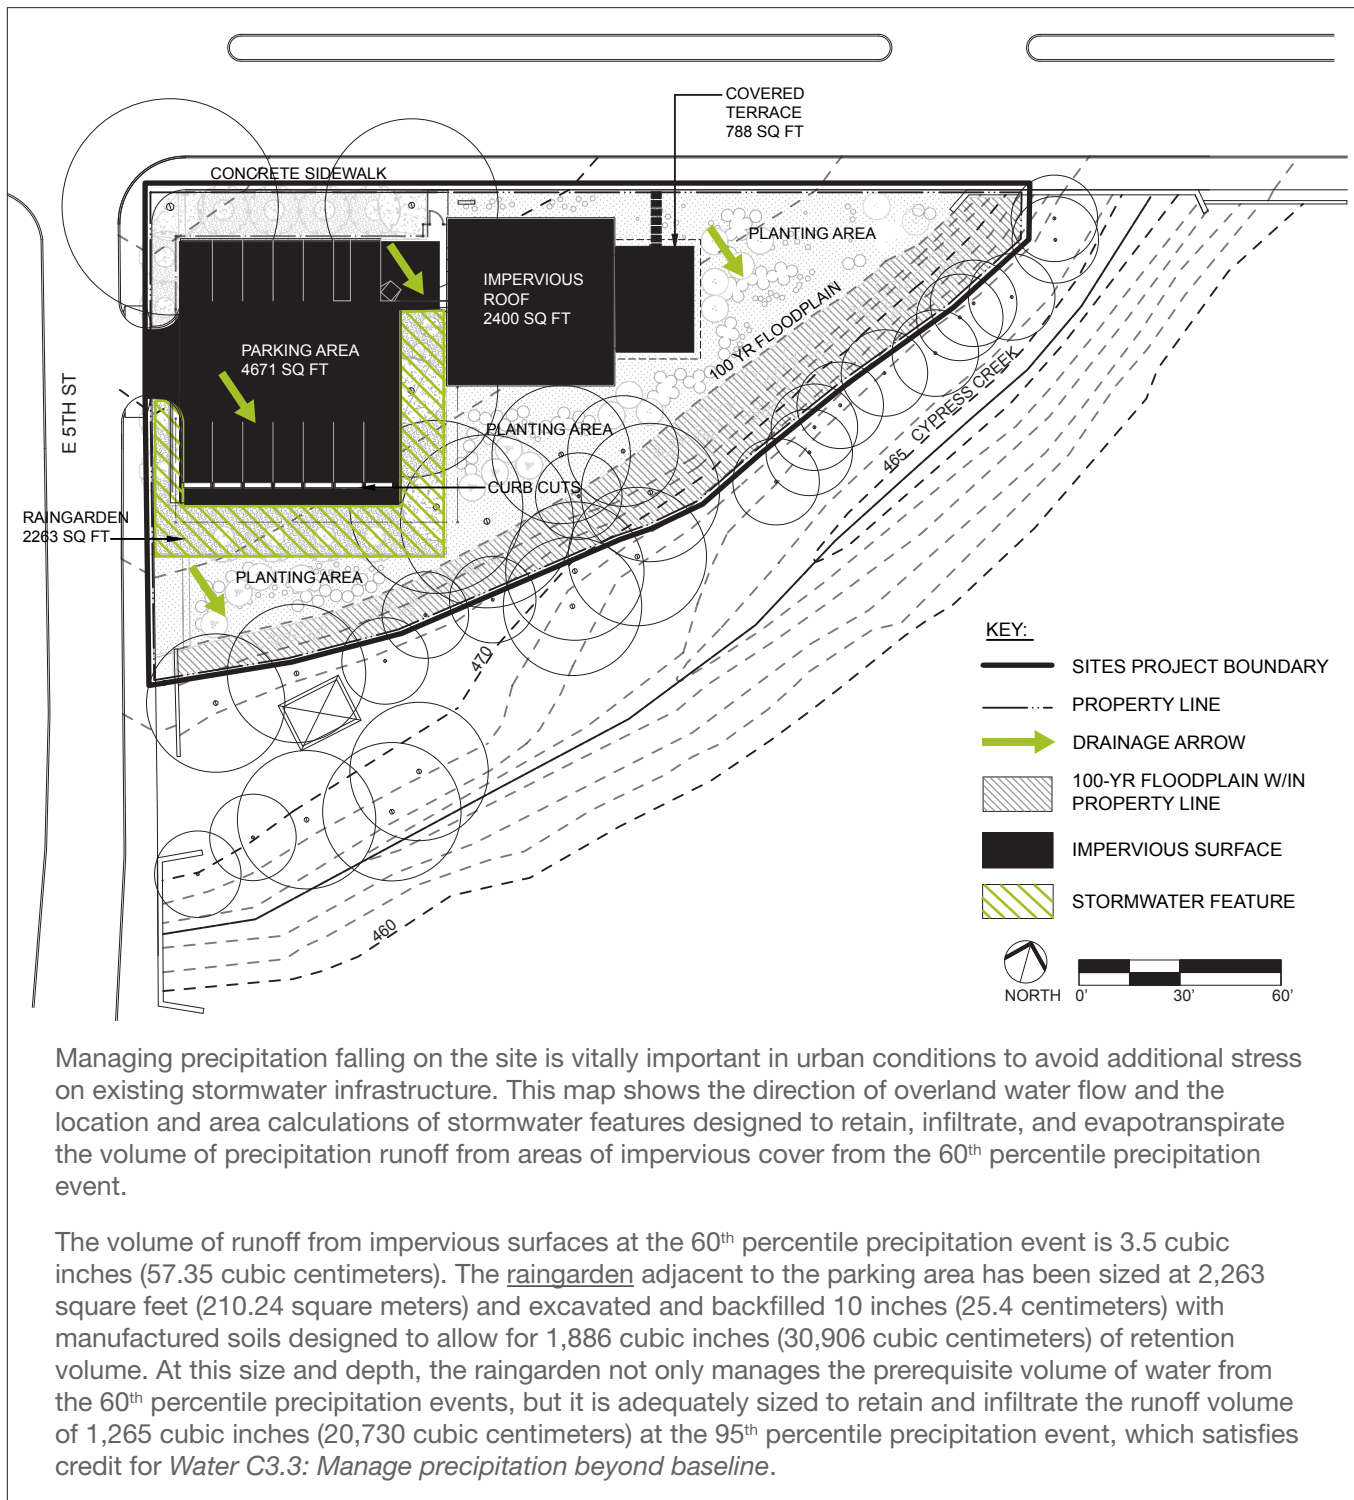 COVERED
TERRACE
788 SQ FT
CONCRETE SIDEWALK
PLANTING AREA
IMPERVIOUS
ROOF
2400 SQ FT
100 YR FLOODPLAIN
PARKING AREA
4671 SQ FT
E 5TH ST
CYPRESS CREEK
465
PLANTING AREA
CURB CUTS
RAINGARDEN
2263 SQ FT
PLANTING AREA
470
460
KEY:
SITES PROJECT BOUNDARY
PROPERTY LINE
DRAINAGE ARROW
100-YR FLOODPLAIN W/IN
PROPERTY LINE
IMPERVIOUS SURFACE
STORMWATER FEATURE
NORTH
0' 30' 60'
Managing precipitation falling on the site is vitally important in urban conditions to avoid additional stress
on existing stormwater infrastructure. This map shows the direction of overland water flow and the
location and area calculations of stormwater features designed to retain, infiltrate, and evapotranspirate
the volume of precipitation runoff from areas of impervious cover from the 60th percentile precipitation
event.
The volume of runoff from impervious surfaces at the 60th percentile precipitation event is 3.5 cubic
inches (57.35 cubic centimeters). The raingarden adjacent to the parking area has been sized at 2,263
square feet (210.24 square meters) and excavated and backfilled 10 inches (25.4 centimeters) with
manufactured soils designed to allow for 1,886 cubic inches (30,906 cubic centimeters) of retention
volume. At this size and depth, the raingarden not only manages the prerequisite volume of water from
the 60th percentile precipitation events, but it is adequately sized to retain and infiltrate the runoff volume
of 1,265 cubic inches (20,730 cubic centimeters) at the 95th percentile precipitation event, which satisfies
credit for Water C3.3: Manage precipitation beyond baseline.